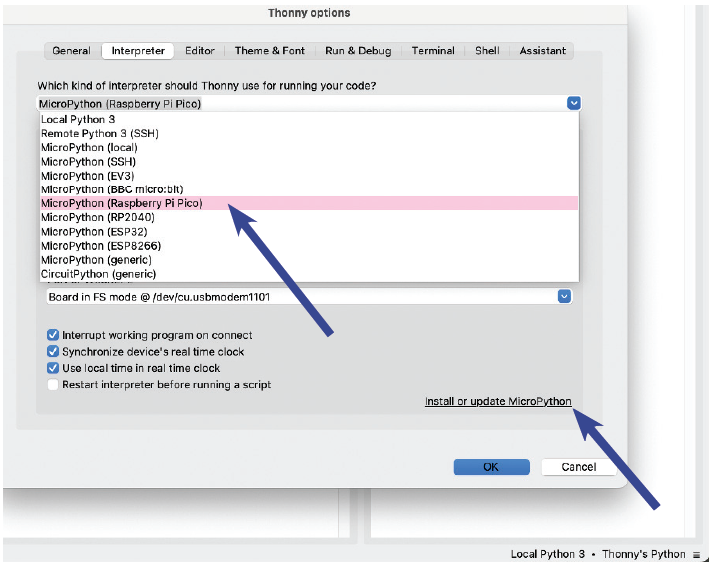 Thonny options
General Interpreter Editor Theme & Font Run & Debug Terminal Shell Assistant
Which kind of interpreter should Thonny use for running your code?
MicroPython (Raspberry Pi Pico)
Local Python 3
Remote Python 3 (SSH)
MicroPython (local)
MicroPython (SSH)
MicroPython (EV3)
MicroPython (BBC micro:bit)
MicroPython (Raspberry Pi Pico)
MicroPython (RP2040)
MicroPython (ESP32)
MicroPython (ESP8266)
MicroPython (generic)
CircuitPython (generic)
Board in FS mode @ /dev/cu.usbmodem1101
Interrupt working program on connect
Synchronize device's real time clock
Use local time in real time clock
Restart interpreter before running a script
Install or update MicroPython
OK Cancel
Local Python 3 • Thonny's Python ≡